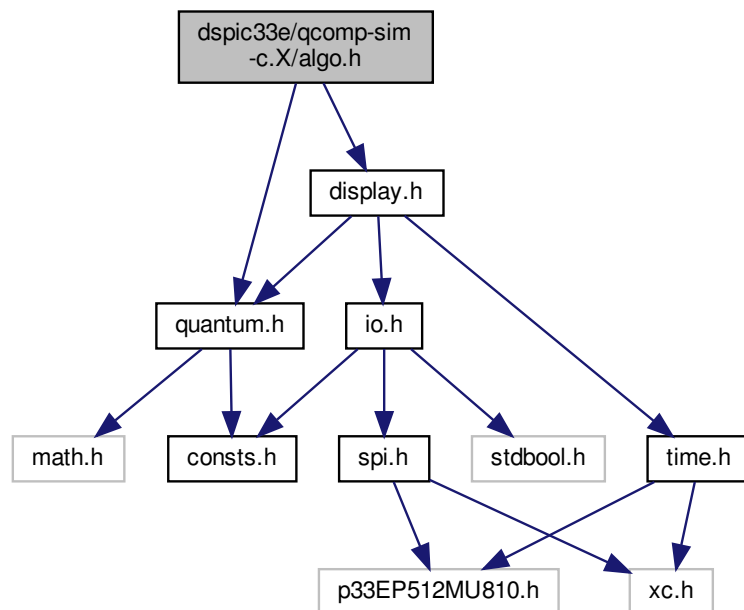 dspic33e/qcomp-sim
-c.X/algo.h
display.h
quantum.h
io.h
math.h
consts.h
spi.h
stdbool.h
time.h
p33EP512MU810.h
xc.h